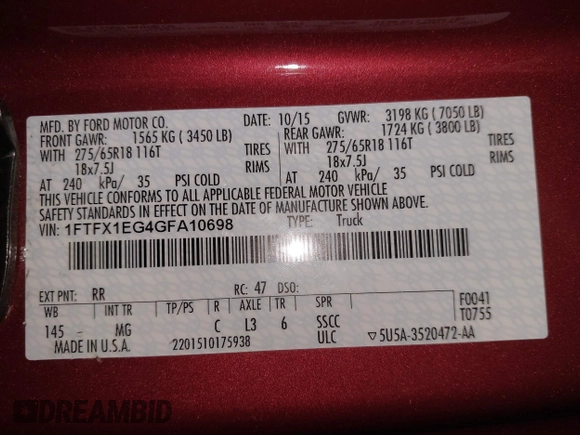 MFD. BY FORD MOTOR CO. DATE: 10/15 GVWR: 3198 KG ( 7050 LB)
FRONT GAWR: 1565 KG ( 3450 LB) REAR GAWR: 1724 KG ( 3800 LB)
WITH 275/65R18 116T TIRES WITH 275/65R18 116T TIRES
18x7.5J RIMS 18x7.5J RIMS
AT 240 kPa/ 35 PSI COLD AT 240 kPa/ 35 PSI COLD
THIS VEHICLE CONFORMS TO ALL APPLICABLE FEDERAL MOTOR VEHICLE
SAFETY STANDARDS IN EFFECT ON THE DATE OF MANUFACTURE SHOWN ABOVE.
VIN: 1FTFX1EG4GFA10698 TYPE: Truck
EXT PNT: RR RC: 47 DSO:
WB INT TR TP/PS R AXLE TR SPR F0041
145 - MG C L3 6 SSCC T0755
MADE IN U.S.A. 2201510175938 ULC ▽5U5A-3520472-AA
DREAMBID